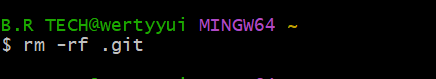 B.R TECH@wertyyui MINGW64 ~
$ rm -rf .git